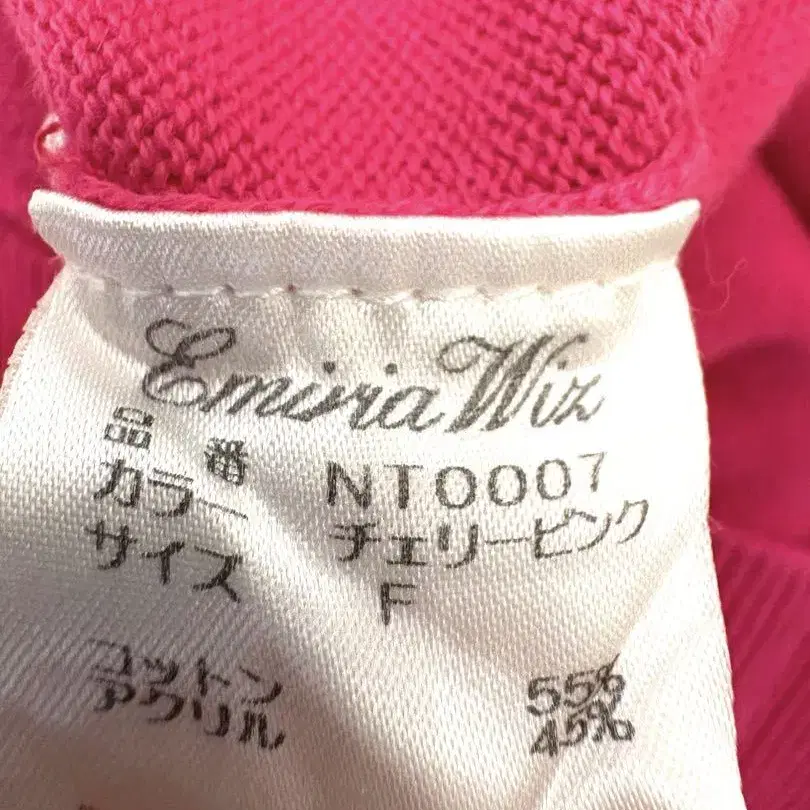 EmiriaWiz
品番 NT0007
カラー チェリーピンク
サイズ F
コットン 55%
アクリル 45%